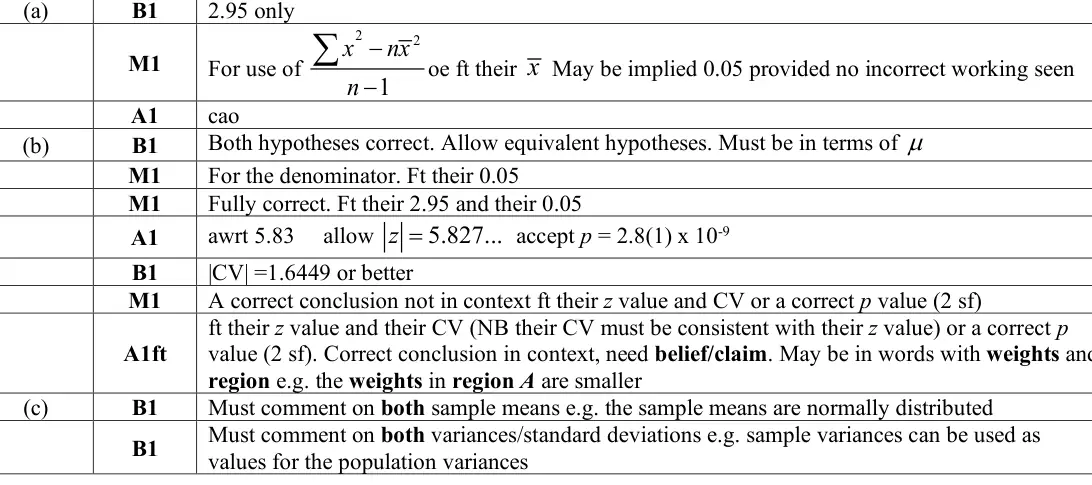 (a) B1 2.95 only
M1 For use of $\frac{\sum x^2 - n\overline{x}^2}{n-1}$ oe ft their $\overline{x}$ May be implied 0.05 provided no incorrect working seen
A1 cao
(b) B1 Both hypotheses correct. Allow equivalent hypotheses. Must be in terms of μ
M1 For the denominator. Ft their 0.05
M1 Fully correct. Ft their 2.95 and their 0.05
A1 awrt 5.83 allow |z| = 5.827... accept p = 2.8(1) x 10⁻⁹
B1 |CV| =1.6449 or better
M1 A correct conclusion not in context ft their z value and CV or a correct p value (2 sf)
ft their z value and their CV (NB their CV must be consistent with their z value) or a correct p
A1ft value (2 sf). Correct conclusion in context, need belief/claim. May be in words with weights and
region e.g. the weights in region A are smaller
(c) B1 Must comment on both sample means e.g. the sample means are normally distributed
B1 Must comment on both variances/standard deviations e.g. sample variances can be used as
values for the population variances